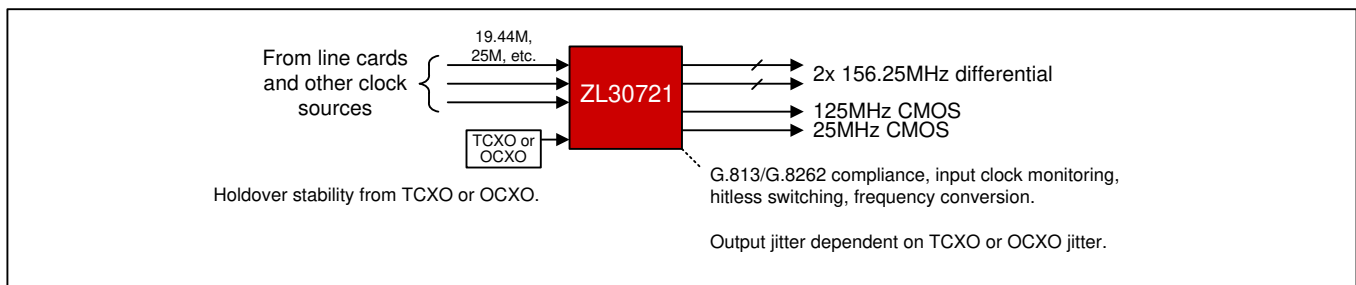 19.44M,
25M, etc.
From line cards
and other clock
sources
ZL30721
2x 156.25MHz differential
125MHz CMOS
25MHz CMOS
TCXO or
OCXO
Holdover stability from TCXO or OCXO.
G.813/G.8262 compliance, input clock monitoring,
hitless switching, frequency conversion.
Output jitter dependent on TCXO or OCXO jitter.